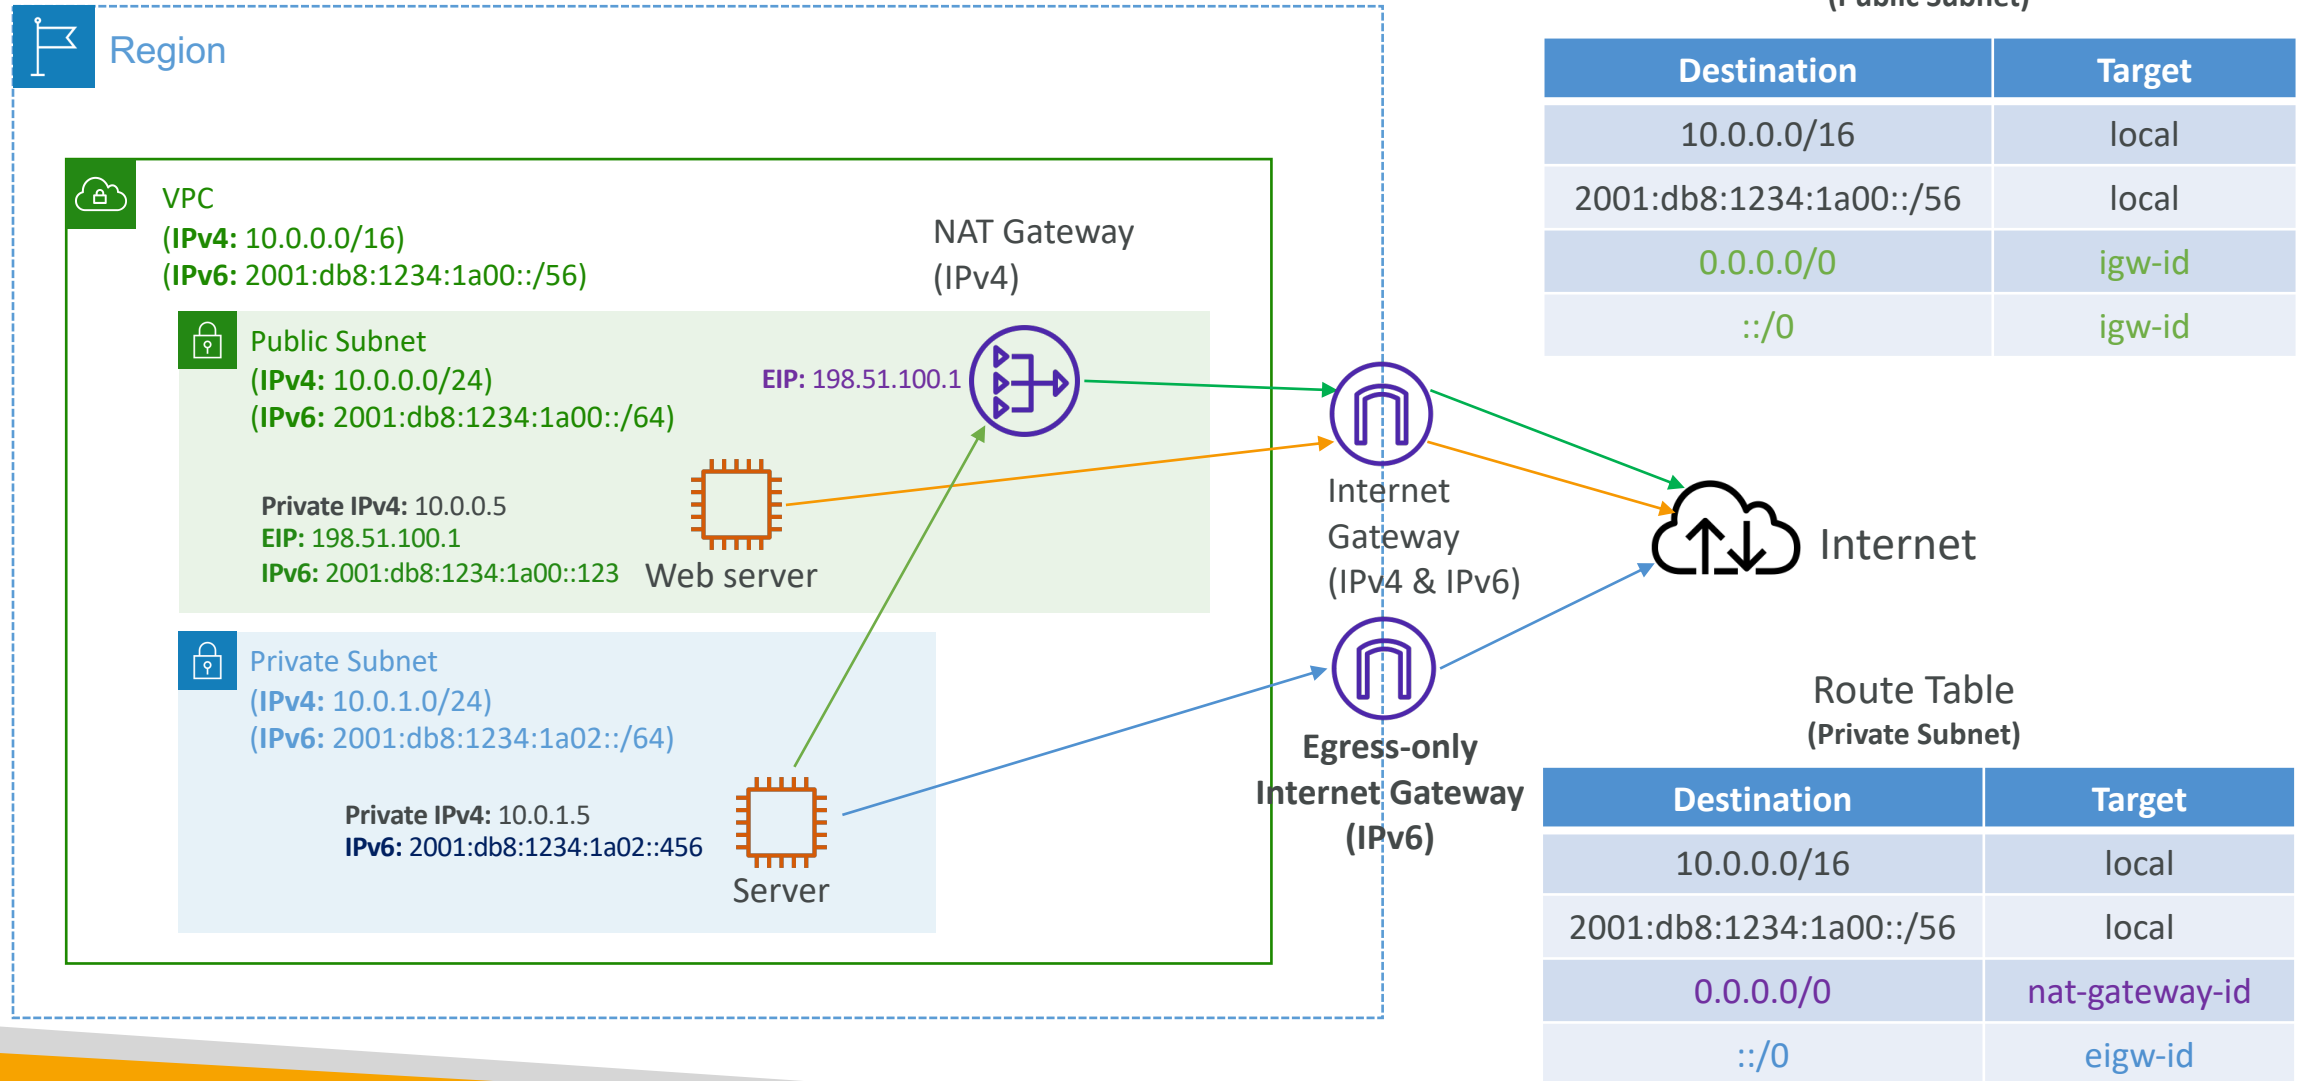 Region
VPC
(IPv4: 10.0.0.0/16)
(IPv6: 2001:db8:1234:1a00::/56)
NAT Gateway
(IPv4)
Public Subnet
(IPv4: 10.0.0.0/24)
(IPv6: 2001:db8:1234:1a00::/64)
EIP: 198.51.100.1
Private IPv4: 10.0.0.5
EIP: 198.51.100.1
IPv6: 2001:db8:1234:1a00::123
Web server
Private Subnet
(IPv4: 10.0.1.0/24)
(IPv6: 2001:db8:1234:1a02::/64)
Private IPv4: 10.0.1.5
IPv6: 2001:db8:1234:1a02::456
Server
Internet
Gateway
(IPv4 & IPv6)
Egress-only
Internet Gateway
(IPv6)
Internet
(Public Subnet)
Destination Target
10.0.0.0/16 local
2001:db8:1234:1a00::/56 local
0.0.0.0/0 igw-id
::/0 igw-id
Route Table
(Private Subnet)
Destination Target
10.0.0.0/16 local
2001:db8:1234:1a00::/56 local
0.0.0.0/0 nat-gateway-id
::/0 eigw-id